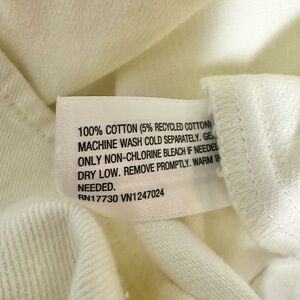 100% COTTON (5% RECYCLED COTTON)
MACHINE WASH COLD SEPARATELY.
ONLY NON-CHLORINE BLEACH IF NEEDED
DRY LOW. REMOVE PROMPTLY. WARM
NEEDED.
RN17730 VN1247024